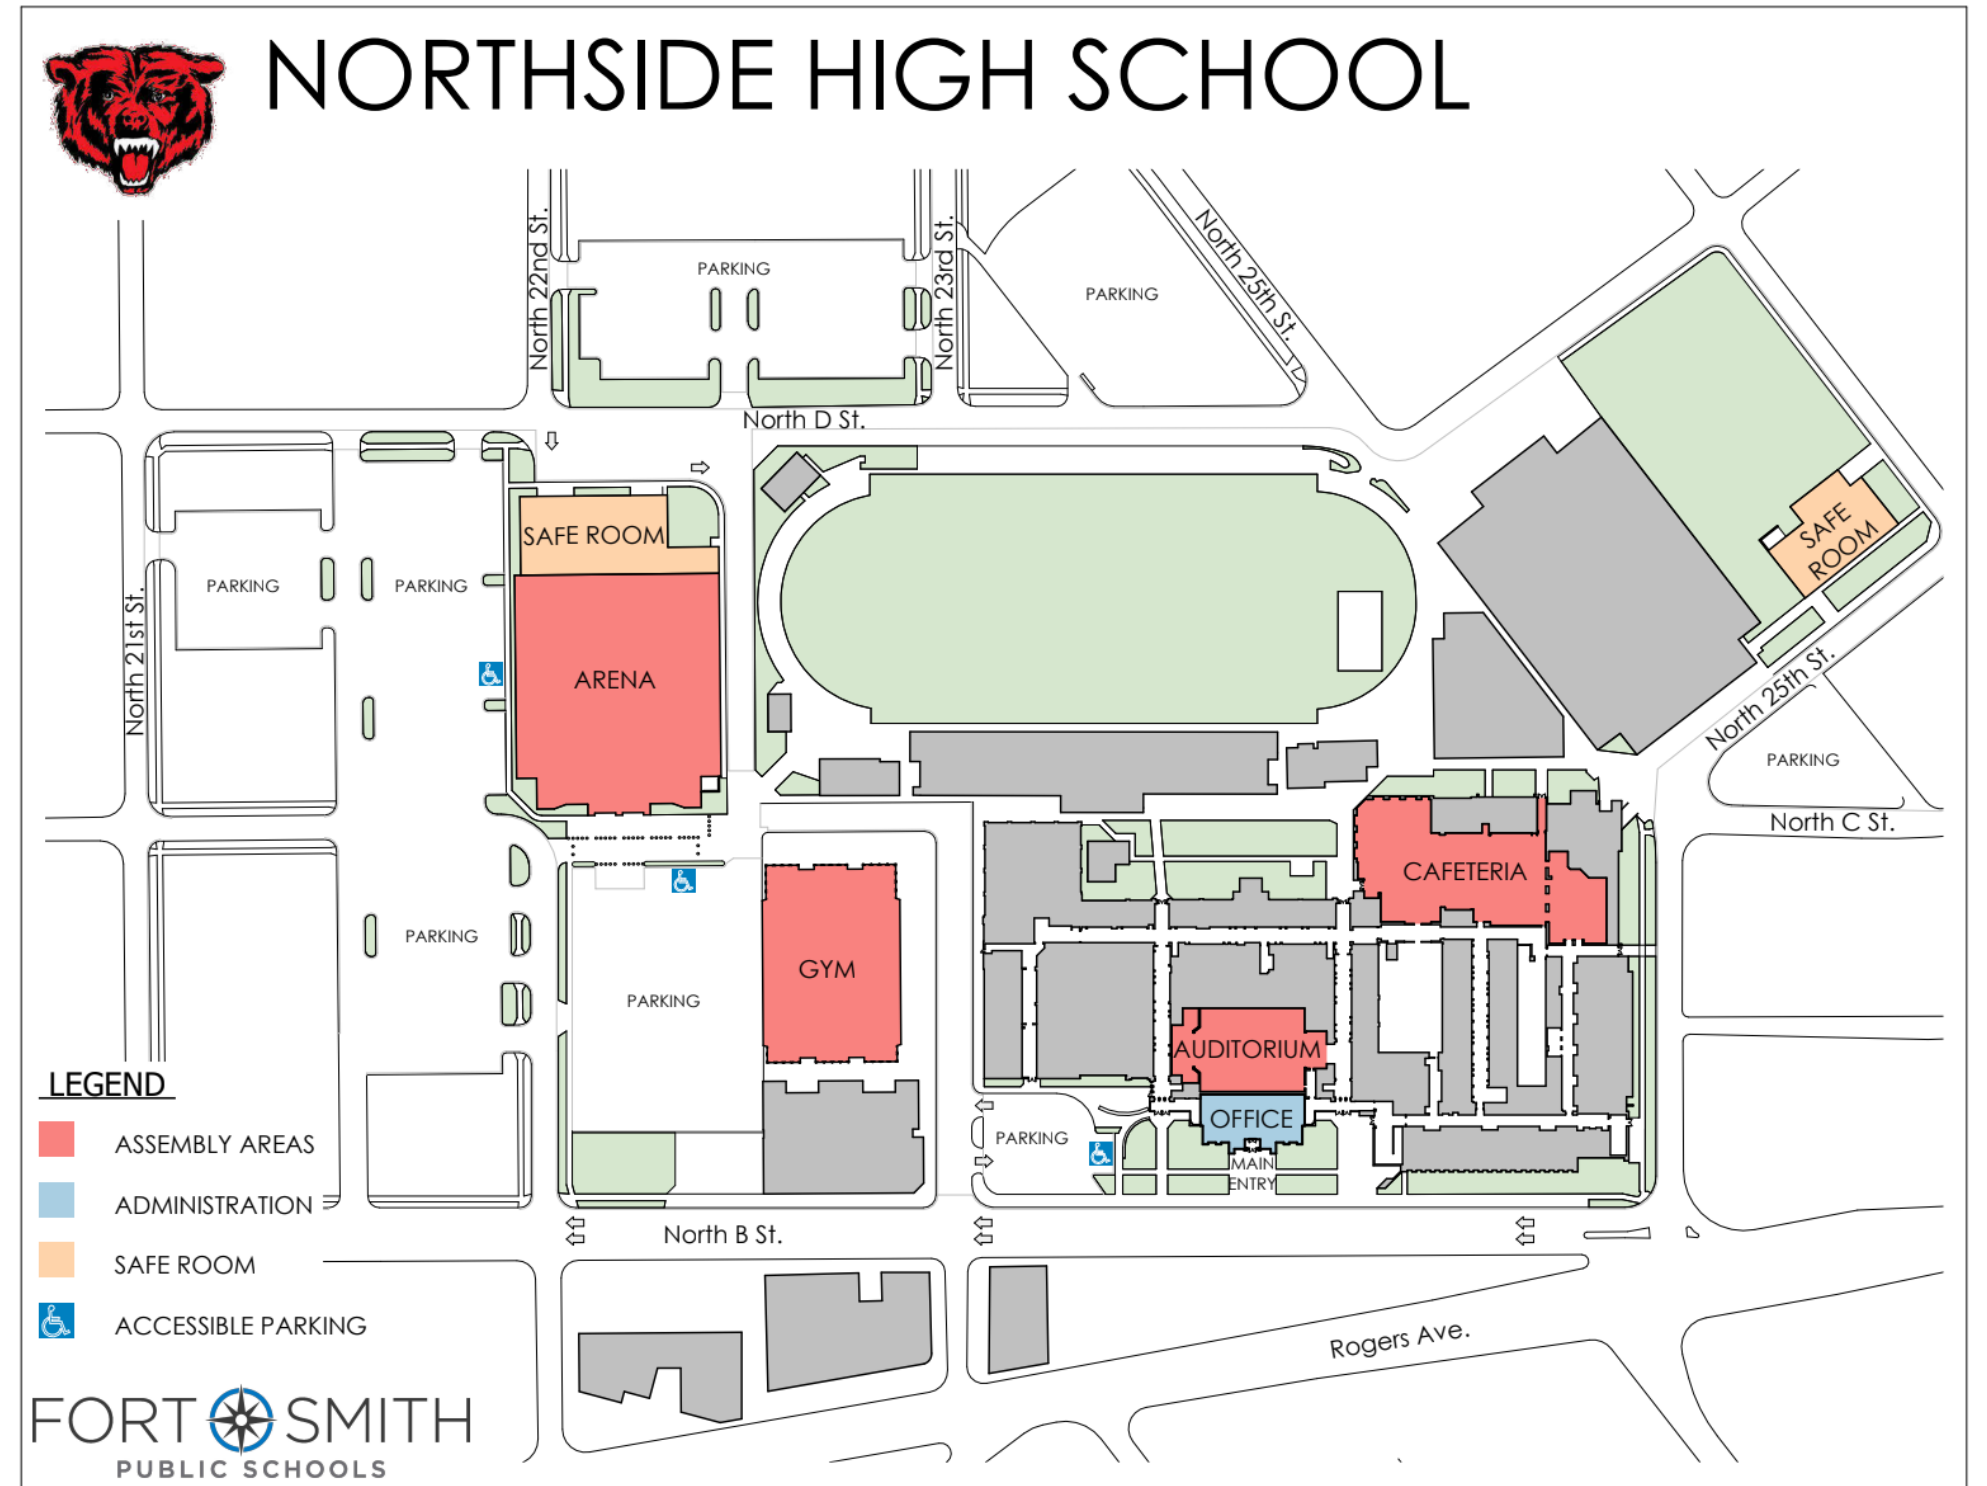 NORTHSIDE HIGH SCHOOL
North 22nd St.
PARKING
North 23rd St.
PARKING
North 25th St.
North D St.
SAFE ROOM
SAFE
ROOM
PARKING
PARKING
North 21st St.
ARENA
North 25th St.
PARKING
North C St.
CAFETERIA
PARKING
GYM
PARKING
AUDITORIUM
OFFICE
PARKING
MAIN
ENTRY
North B St.
Rogers Ave.
LEGEND
ASSEMBLY AREAS
ADMINISTRATION
SAFE ROOM
ACCESSIBLE PARKING
FORT SMITH
PUBLIC SCHOOLS